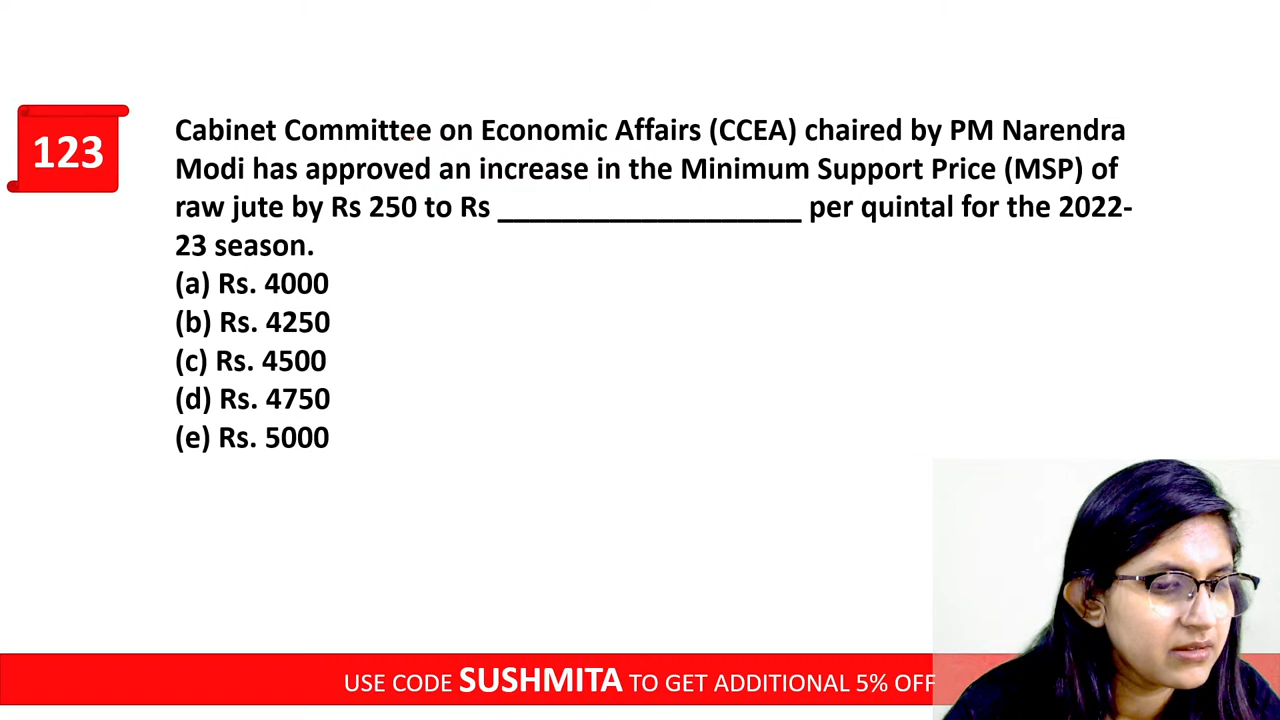 123
Cabinet Committee on Economic Affairs (CCEA) chaired by PM Narendra
Modi has approved an increase in the Minimum Support Price (MSP) of
raw jute by Rs 250 to Rs ___________________ per quintal for the 2022-
23 season.
(a) Rs. 4000
(b) Rs. 4250
(c) Rs. 4500
(d) Rs. 4750
(e) Rs. 5000
USE CODE SUSHMITA TO GET ADDITIONAL 5% OFF